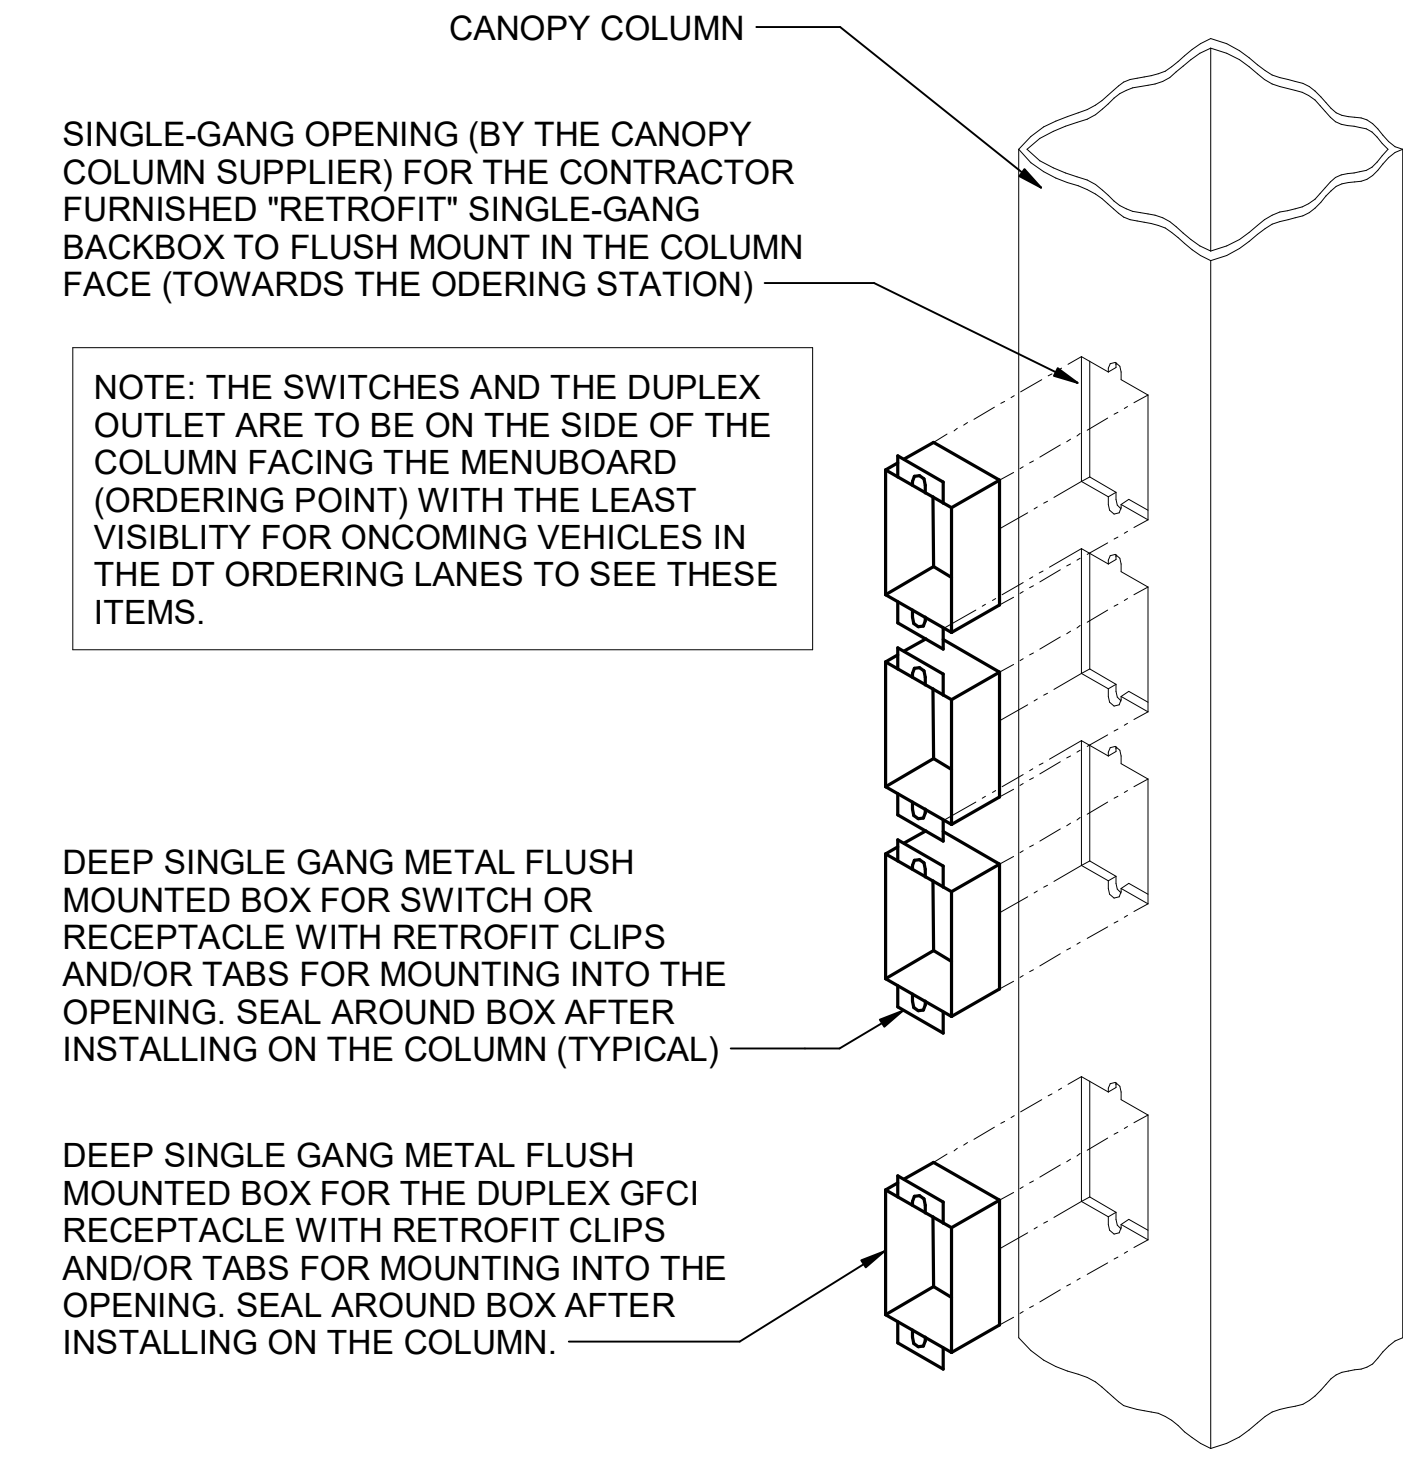 CANOPY COLUMN
SINGLE-GANG OPENING (BY THE CANOPY
COLUMN SUPPLIER) FOR THE CONTRACTOR
FURNISHED "RETROFIT" SINGLE-GANG
BACKBOX TO FLUSH MOUNT IN THE COLUMN
FACE (TOWARDS THE ODERING STATION)
NOTE: THE SWITCHES AND THE DUPLEX
OUTLET ARE TO BE ON THE SIDE OF THE
COLUMN FACING THE MENUBOARD
(ORDERING POINT) WITH THE LEAST
VISIBLITY FOR ONCOMING VEHICLES IN
THE DT ORDERING LANES TO SEE THESE
ITEMS.
DEEP SINGLE GANG METAL FLUSH
MOUNTED BOX FOR SWITCH OR
RECEPTACLE WITH RETROFIT CLIPS
AND/OR TABS FOR MOUNTING INTO THE
OPENING. SEAL AROUND BOX AFTER
INSTALLING ON THE COLUMN (TYPICAL)
DEEP SINGLE GANG METAL FLUSH
MOUNTED BOX FOR THE DUPLEX GFCI
RECEPTACLE WITH RETROFIT CLIPS
AND/OR TABS FOR MOUNTING INTO THE
OPENING. SEAL AROUND BOX AFTER
INSTALLING ON THE COLUMN.